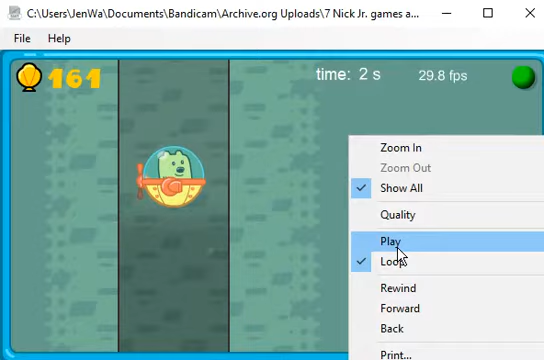 C:\Users\JenWa\Documents\Bandicam\Archive.org Uploads\7 Nick Jr. games a...
File Help
161 time: 2 s 29.8 fps
Zoom In
Zoom Out
Show All
Quality
Play
Loop
Rewind
Forward
Back
Print...